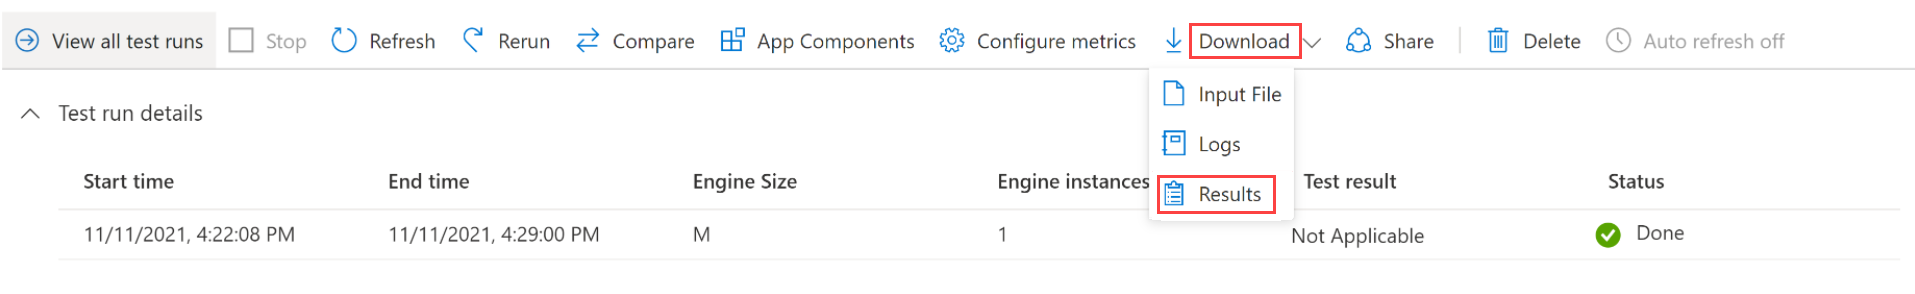 View all test runs Stop Refresh Rerun Compare App Components Configure metrics Download Share Delete Auto refresh off
Input File
Test run details
Logs
Start time End time Engine Size Engine instances Test result Status
Results
11/11/2021, 4:22:08 PM 11/11/2021, 4:29:00 PM M 1 Not Applicable Done